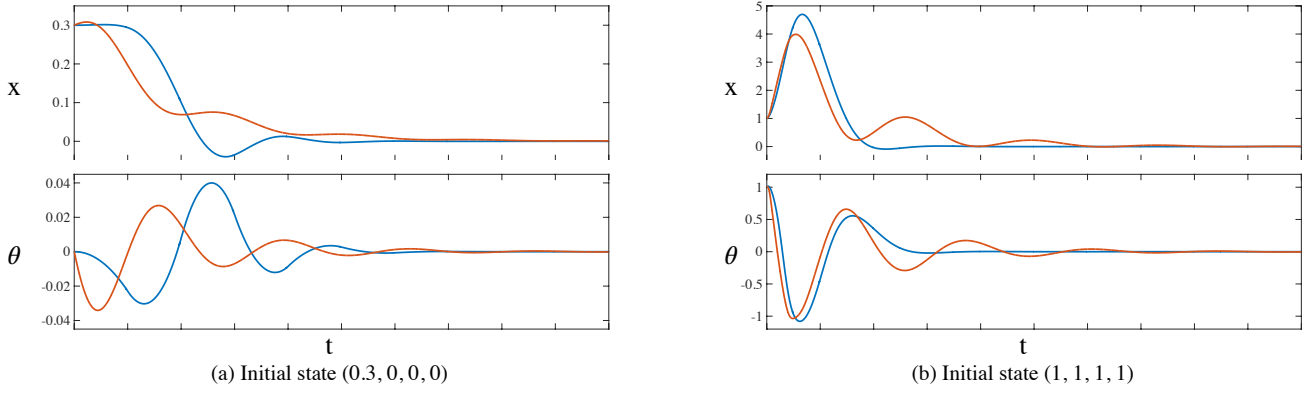 0.3
0.2
x
0.1
0
0.04
0.02
θ
0
-0.02
-0.04
t
(a) Initial state (0.3, 0, 0, 0)
5
4
3
x
2
1
0
1
0.5
θ
0
-0.5
-1
t
(b) Initial state (1, 1, 1, 1)